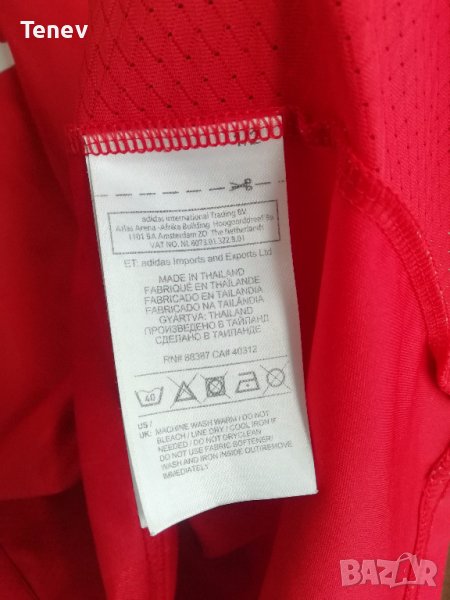 Tenev
adidas International Trading BV
Atlas Arena -Afrika Building Hoogoorddreef 9a
1101 BA Amsterdam ZO The Netherlands
VAT NO. NL 8073.01.322.B.01
ET: adidas Imports and Exports Ltd
MADE IN THAILAND
FABRIQUÉ EN THAÏLANDE
FABRICADO EN TAILANDIA
FABRICADO NA TAILÂNDIA
GYÁRTVA: THAILAND
ПРОИЗВЕДЕНО В ТАЙЛАНД
СДЕЛАНО В ТАИЛАНДЕ
RN# 88387 CA# 40312
40
US / UK: MACHINE WASH WARM / DO NOT
BLEACH / LINE DRY / COOL IRON IF
NEEDED / DO NOT DRYCLEAN
DO NOT USE FABRIC SOFTENER/
WASH AND IRON INSIDE OUT/REMOVE
BAZAR